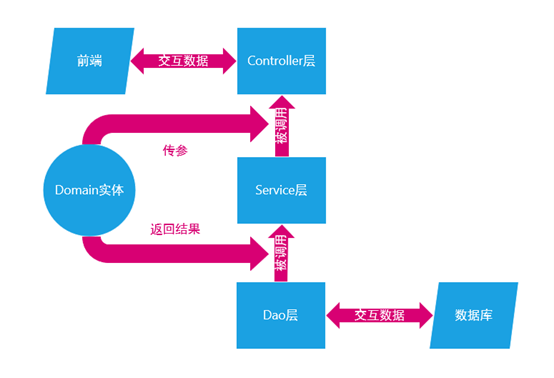 前端
交互数据
Controller层
被调用
传参
Domain实体
Service层
返回结果
被调用
Dao层
交互数据
数据库